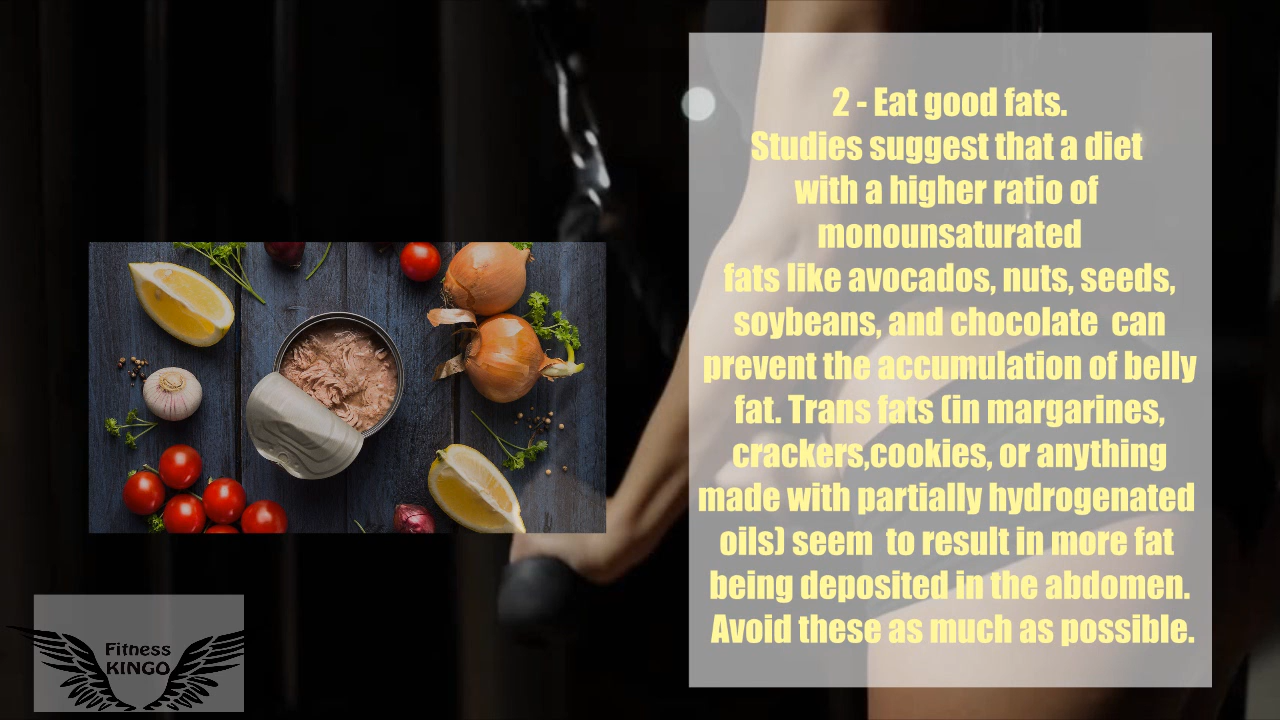 2 - Eat good fats.
Studies suggest that a diet
with a higher ratio of
monounsaturated
fats like avocados, nuts, seeds,
soybeans, and chocolate  can
prevent the accumulation of belly
fat. Trans fats (in margarines,
crackers,cookies, or anything
made with partially hydrogenated
oils) seem  to result in more fat
being deposited in the abdomen.
Avoid these as much as possible.
Fitness
KINGO